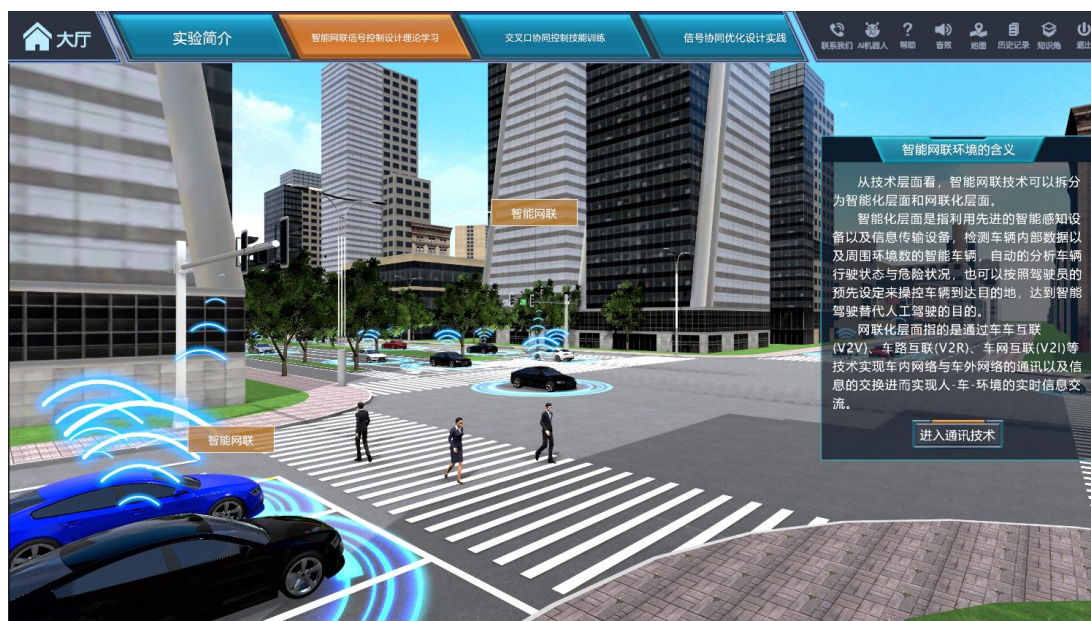 大厅
实验简介
智能网联信号控制设计理论学习
交叉口协同控制技能训练
信号协同优化设计实践
联系我们 AI机器人 帮助 音效 地图 历史记录 知识角 退出
智能网联环境的含义
从技术层面看，智能网联技术可以拆分
为智能化层面和网联化层面。
智能化层面是指利用先进的智能感知设
备以及信息传输设备，检测车辆内部数据以
及周围环境数的智能车辆，自动的分析车辆
行驶状态与危险状况，也可以按照驾驶员的
预先设定来操控车辆到达目的地，达到智能
驾驶替代人工驾驶的目的。
网联化层面指的是通过车车互联
(V2V)、车路互联(V2R)、车网互联(V2I)等
技术实现车内网络与车外网络的通讯以及信
息的交换进而实现人-车-环境的实时信息交
流。
进入通讯技术
智能网联
智能网联